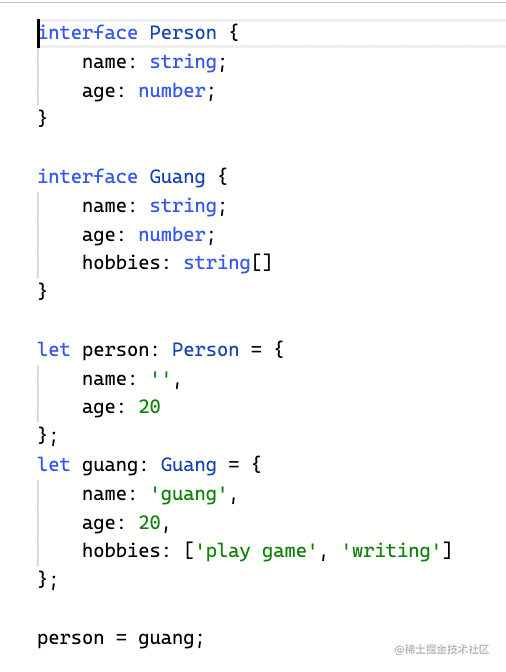 interface Person {
    name: string;
    age: number;
}

interface Guang {
    name: string;
    age: number;
    hobbies: string[]
}

let person: Person = {
    name: '',
    age: 20
};
let guang: Guang = {
    name: 'guang',
    age: 20,
    hobbies: ['play game', 'writing']
};

person = guang;
@稀土掘金技术社区